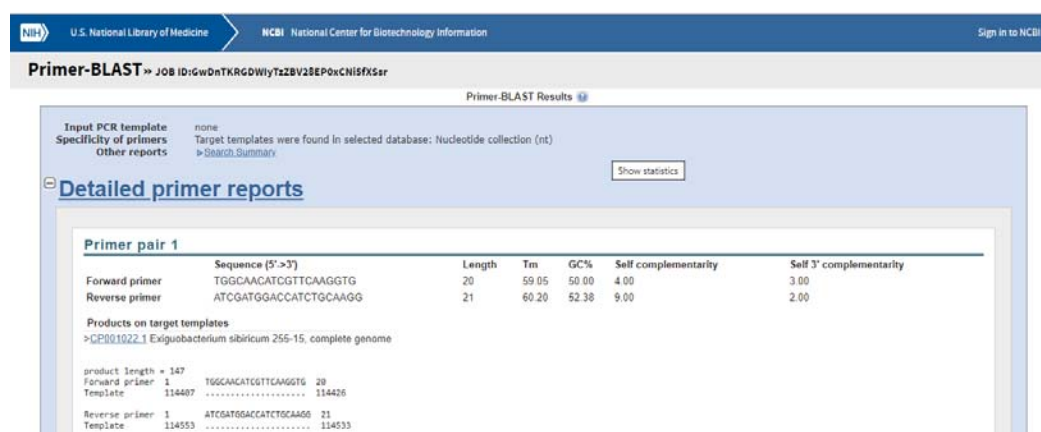 NIH U.S. National Library of Medicine NCBI National Center for Biotechnology Information Sign in to NCBI
Primer-BLAST » JOB ID:
Primer-BLAST Results
Input PCR template none
Specificity of primers Target templates were found in selected database: Nucleotide collection (nt)
Other reports Search Summary
Show statistics
Detailed primer reports
Primer pair 1
Sequence (5'->3') Length Tm GC% Self complementarity Self 3' complementarity
Forward primer TGGCAACATCGTTCAAGGTG 20 59.05 50.00 4.00 3.00
Reverse primer ATCGATGGACCATCTGCAAGG 21 60.20 52.38 9.00 2.00
Products on target templates
>CP001022.1 Exiguobacterium sibiricum 255-15, complete genome
product length = 147
Forward primer 1 TGGCAACATCGTTCAAGGTG 20
Template 114407 .................... 114426
Reverse primer 1 ATCGATGGACCATCTGCAAGG 21
Template 114553 ..................... 114533